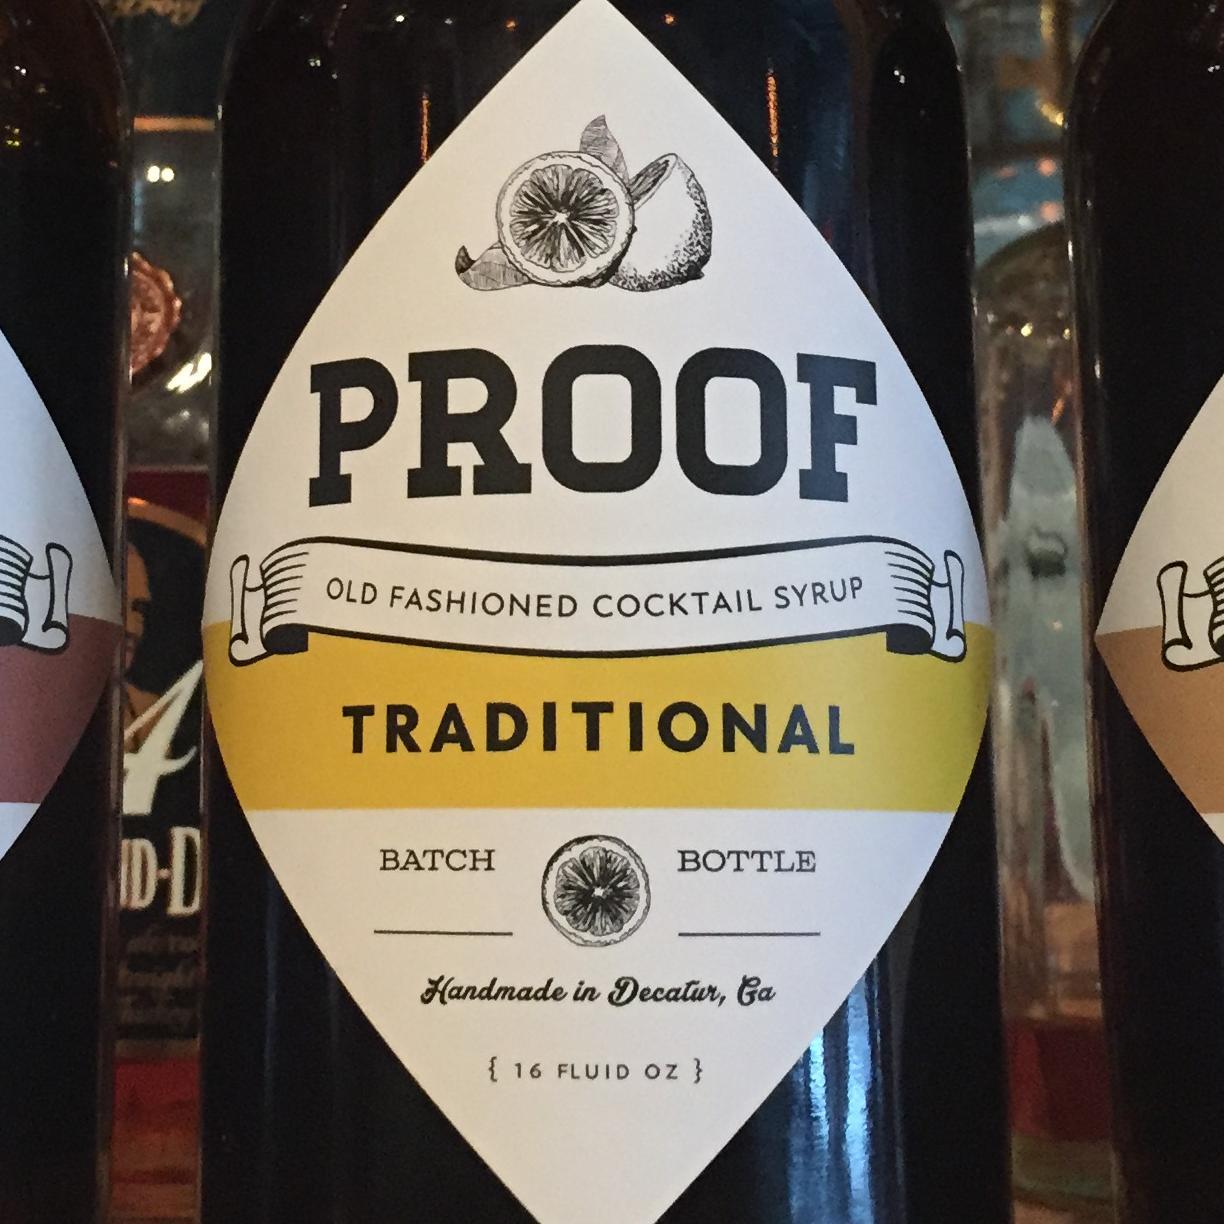 PROOF
OLD FASHIONED COCKTAIL SYRUP
TRADITIONAL
BATCH BOTTLE
Handmade in Decatur, Ga
{ 16 FLUID OZ }